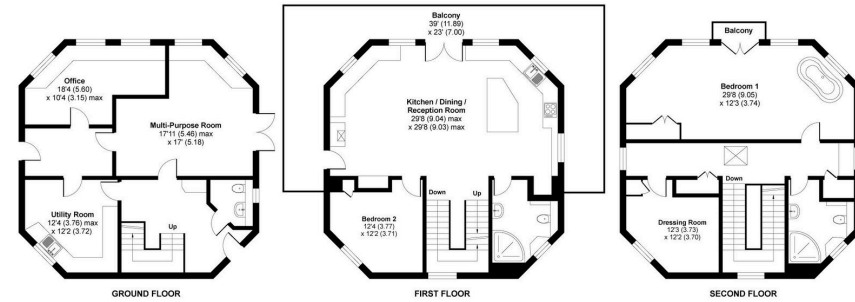 Office
18'4 (5.60)
x 10'4 (3.15) max
Multi-Purpose Room
17'11 (5.46) max
x 17' (5.18)
Utility Room
12'4 (3.76) max
x 12'2 (3.72)
Up
GROUND FLOOR
Balcony
39' (11.89)
x 23' (7.00)
Kitchen / Dining /
Reception Room
29'8 (9.04) max
x 29'8 (9.03) max
Down
Up
Bedroom 2
12'4 (3.77)
x 12'2 (3.71)
FIRST FLOOR
Balcony
Bedroom 1
29'8 (9.05)
x 12'3 (3.74)
Down
Dressing Room
12'3 (3.73)
x 12'2 (3.70)
SECOND FLOOR